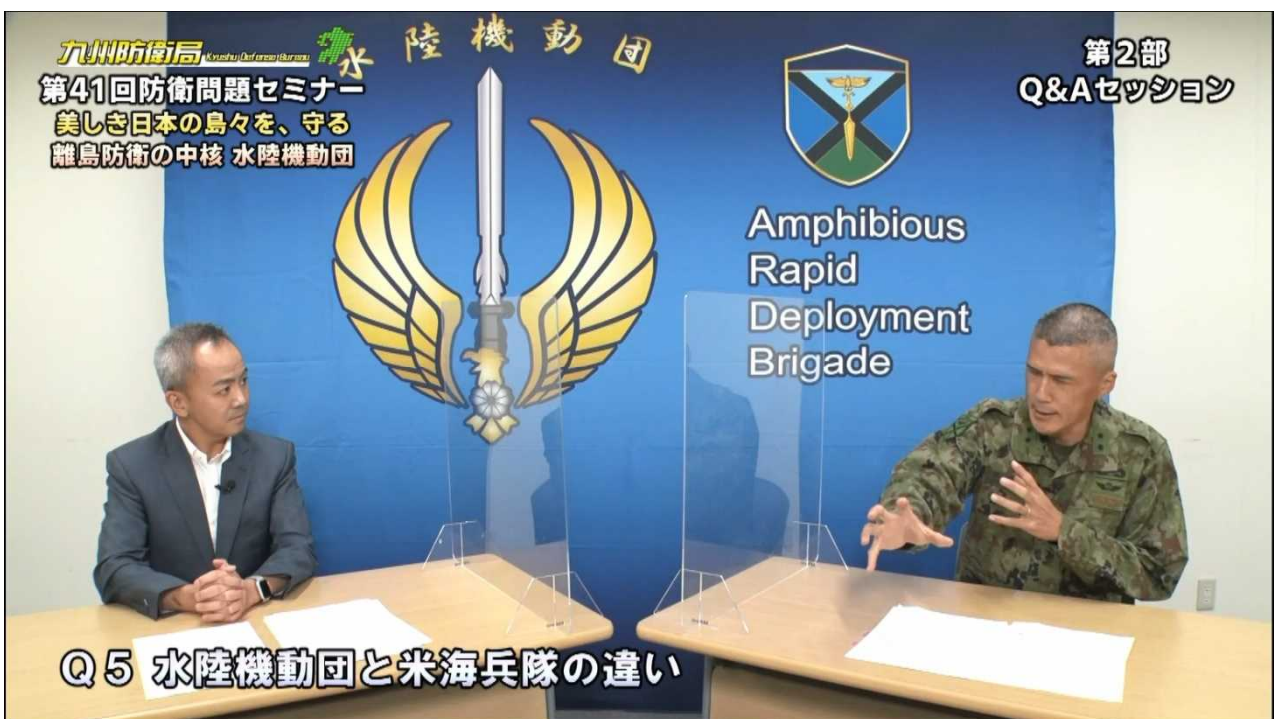 九州防衛局 Kyushu Defense Bureau
第41回防衛問題セミナー
美しき日本の島々を、守る
離島防衛の中核 水陸機動団
水陸機動団
第2部
Q&Aセッション
Amphibious
Rapid
Deployment
Brigade
Q5 水陸機動団と米海兵隊の違い